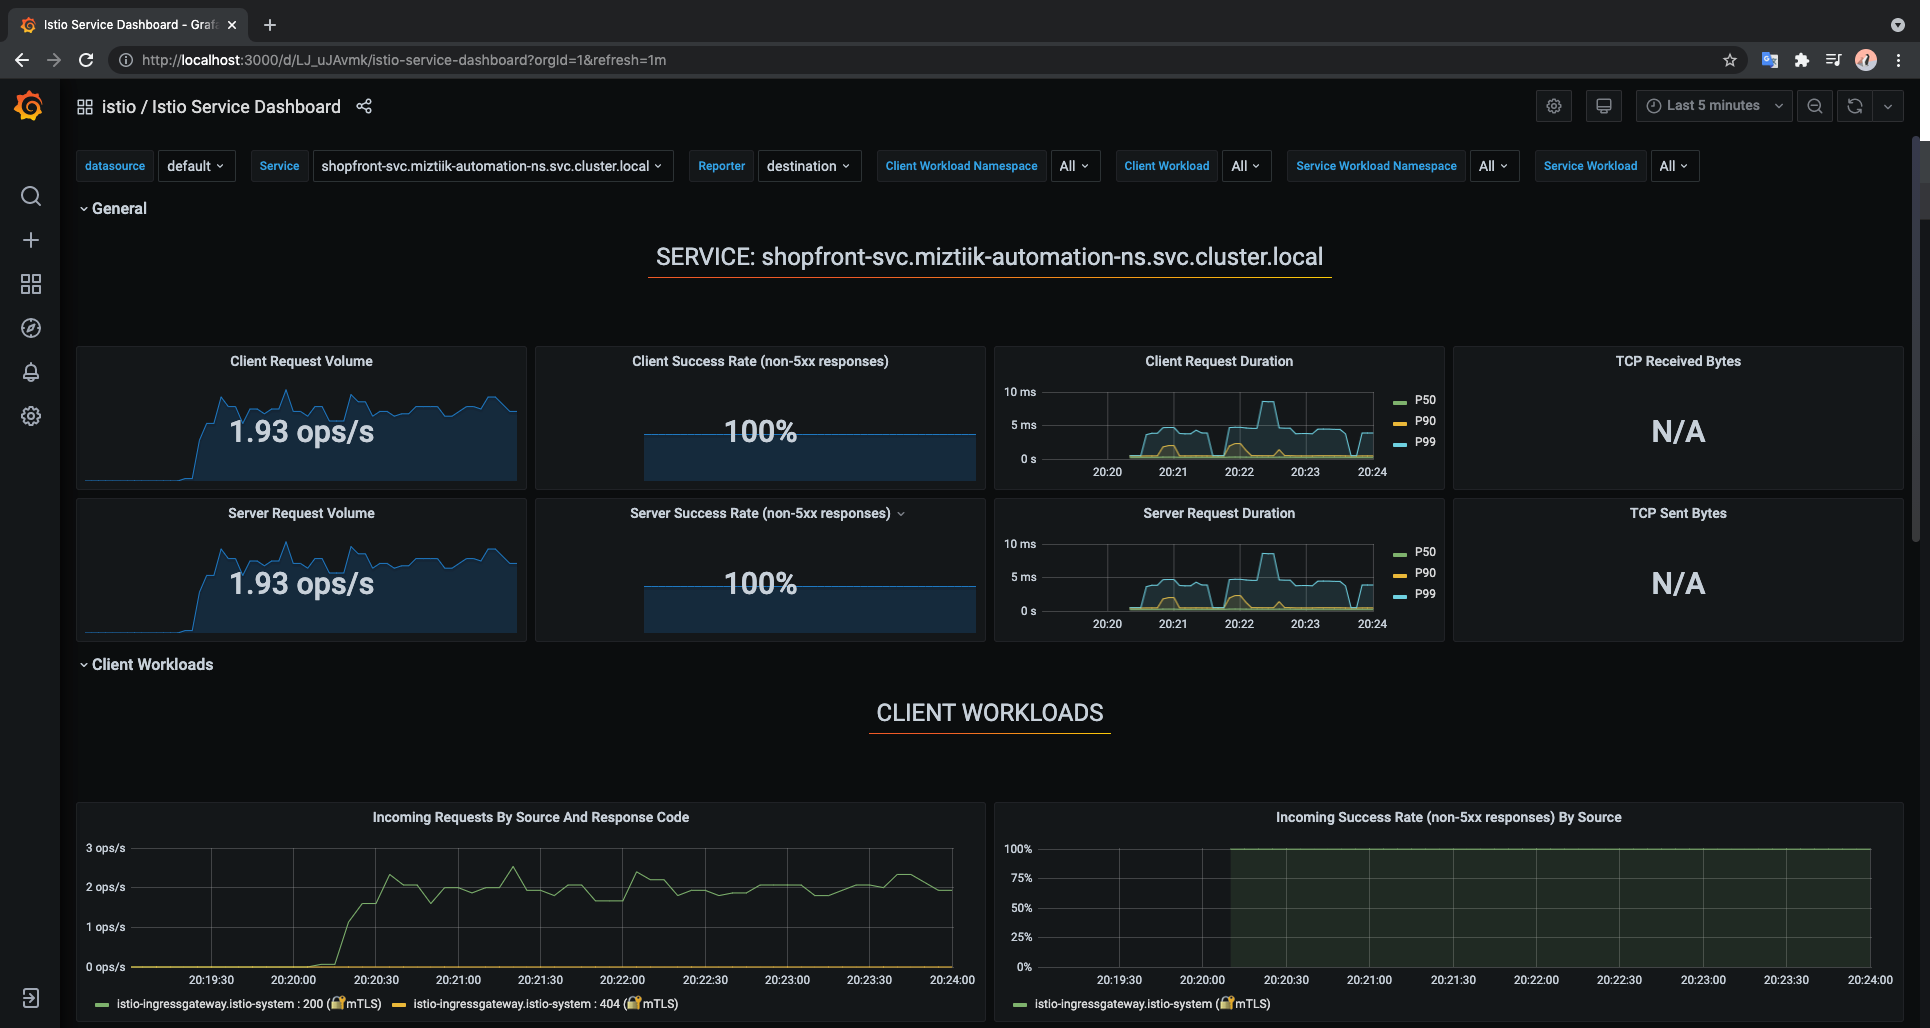 Istio Service Dashboard - Grafa
http://localhost:3000/d/LJ_uJAvmk/istio-service-dashboard?orgId=1&refresh=1m
istio / Istio Service Dashboard
Last 5 minutes
datasource default Service shopfront-svc.miztiik-automation-ns.svc.cluster.local Reporter destination Client Workload Namespace All Client Workload All Service Workload Namespace All Service Workload All
General
SERVICE: shopfront-svc.miztiik-automation-ns.svc.cluster.local
Client Request Volume
1.93 ops/s
Client Success Rate (non-5xx responses)
100%
Client Request Duration
10 ms
5 ms
0 s
20:20 20:21 20:22 20:23 20:24
P50
P90
P99
TCP Received Bytes
N/A
Server Request Volume
1.93 ops/s
Server Success Rate (non-5xx responses)
100%
Server Request Duration
10 ms
5 ms
0 s
20:20 20:21 20:22 20:23 20:24
P50
P90
P99
TCP Sent Bytes
N/A
Client Workloads
CLIENT WORKLOADS
Incoming Requests By Source And Response Code
3 ops/s
2 ops/s
1 ops/s
0 ops/s
20:19:30 20:20:00 20:20:30 20:21:00 20:21:30 20:22:00 20:22:30 20:23:00 20:23:30 20:24:00
istio-ingressgateway.istio-system : 200 (🔐mTLS) istio-ingressgateway.istio-system : 404 (🔐mTLS)
Incoming Success Rate (non-5xx responses) By Source
100%
75%
50%
25%
0%
20:19:30 20:20:00 20:20:30 20:21:00 20:21:30 20:22:00 20:22:30 20:23:00 20:23:30 20:24:00
istio-ingressgateway.istio-system (🔐mTLS)